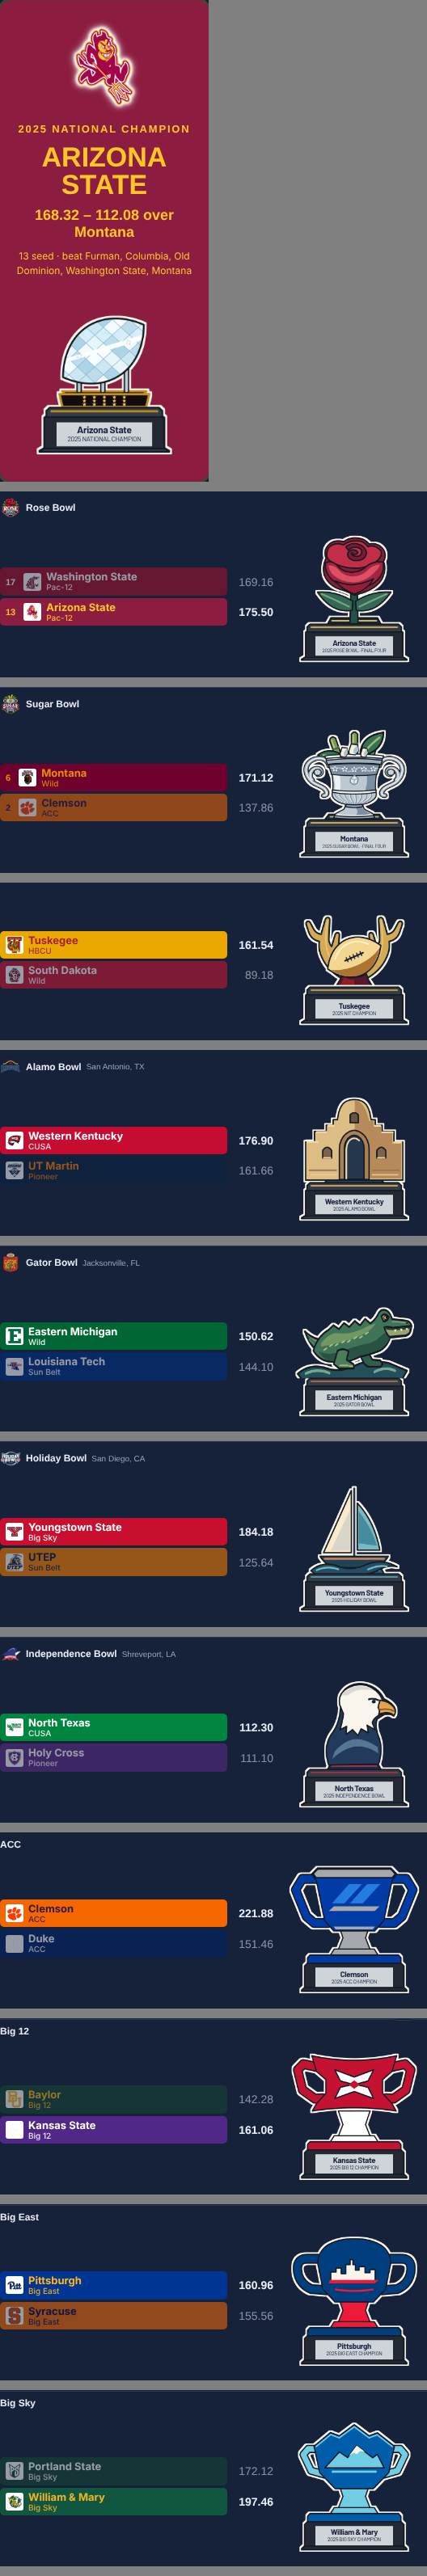 2025 NATIONAL CHAMPION
ARIZONA
STATE
168.32 – 112.08 over
Montana
13 seed · beat Furman, Columbia, Old
Dominion, Washington State, Montana
Arizona State
2025 NATIONAL CHAMPION
Rose Bowl
17 Washington State 169.16
Pac-12
13 Arizona State 175.50
Pac-12
Arizona State
2025 ROSE BOWL · FINAL FOUR
Sugar Bowl
6 Montana 171.12
Wild
2 Clemson 137.86
ACC
Montana
2025 SUGAR BOWL · FINAL FOUR
Tuskegee 161.54
HBCU
South Dakota 89.18
Wild
Tuskegee
2025 NIT CHAMPION
Alamo Bowl San Antonio, TX
Western Kentucky 176.90
CUSA
UT Martin 161.66
Pioneer
Western Kentucky
2025 ALAMO BOWL
Gator Bowl Jacksonville, FL
Eastern Michigan 150.62
Wild
Louisiana Tech 144.10
Sun Belt
Eastern Michigan
2025 GATOR BOWL
Holiday Bowl San Diego, CA
Youngstown State 184.18
Big Sky
UTEP 125.64
Sun Belt
Youngstown State
2025 HOLIDAY BOWL
Independence Bowl Shreveport, LA
North Texas 112.30
CUSA
Holy Cross 111.10
Pioneer
North Texas
2025 INDEPENDENCE BOWL
ACC
Clemson 221.88
ACC
Duke 151.46
ACC
Clemson
2025 ACC CHAMPION
Big 12
Baylor 142.28
Big 12
Kansas State 161.06
Big 12
Kansas State
2025 BIG 12 CHAMPION
Big East
Pitt
Pittsburgh 160.96
Big East
Syracuse 155.56
Big East
Pittsburgh
2025 BIG EAST CHAMPION
Big Sky
Portland State 172.12
Big Sky
William & Mary 197.46
Big Sky
William & Mary
2025 BIG SKY CHAMPION